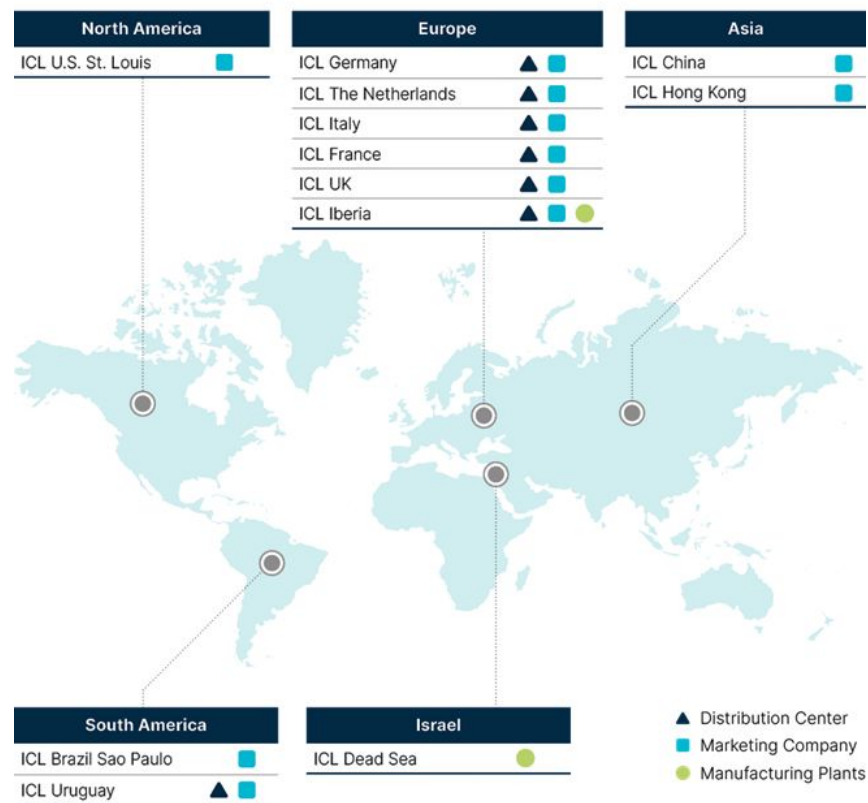 North America
ICL U.S. St. Louis
Europe
ICL Germany
ICL The Netherlands
ICL Italy
ICL France
ICL UK
ICL Iberia
Asia
ICL China
ICL Hong Kong
South America
ICL Brazil Sao Paulo
ICL Uruguay
Israel
ICL Dead Sea
Distribution Center
Marketing Company
Manufacturing Plants